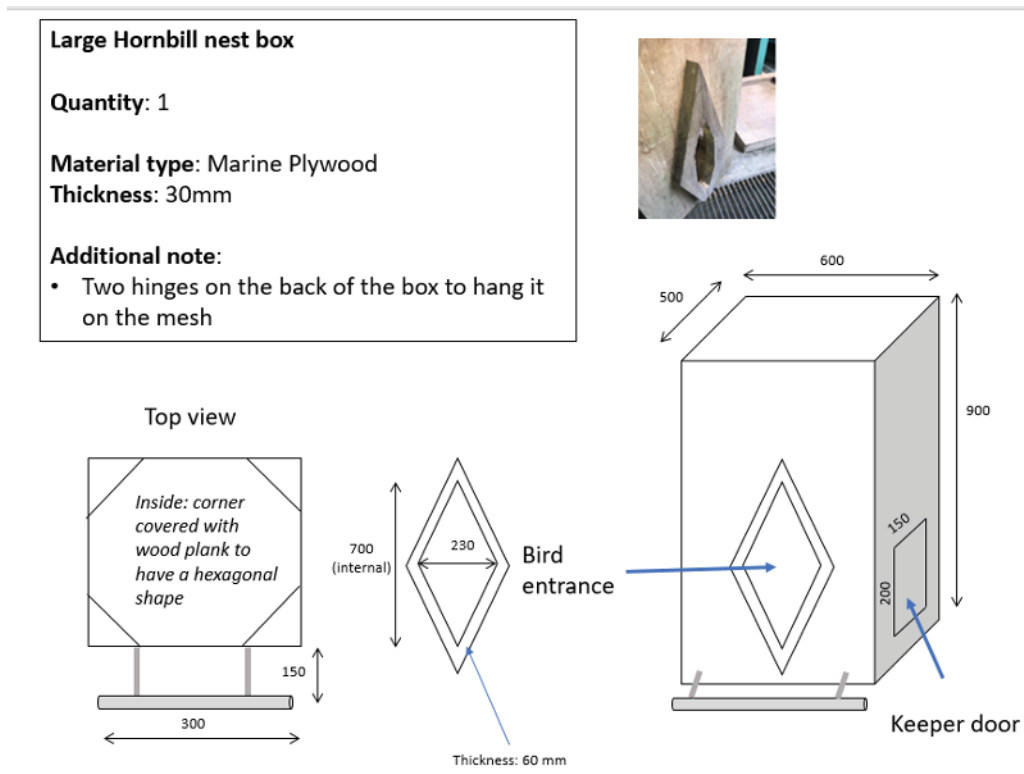 Large Hornbill nest box
Quantity: 1
Material type: Marine Plywood
Thickness: 30mm
Additional note:
• Two hinges on the back of the box to hang it
on the mesh
600
500
900
Top view
Inside: corner
covered with
wood plank to
have a hexagonal
shape
150
300
700
(internal)
230
Thickness: 60 mm
Bird
entrance
150
200
Keeper door